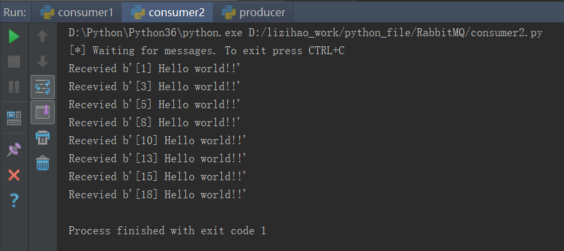 Run: consumer1 consumer2 producer
D:\Python\Python36\python.exe D:/lizihao_work/python_file/RabbitMQ/consumer2.py
[*] Waiting for messages. To exit press CTRL+C
Recevied b'[1] Hello world!!'
Recevied b'[3] Hello world!!'
Recevied b'[5] Hello world!!'
Recevied b'[8] Hello world!!'
Recevied b'[10] Hello world!!'
Recevied b'[13] Hello world!!'
Recevied b'[15] Hello world!!'
Recevied b'[18] Hello world!!'
Process finished with exit code 1